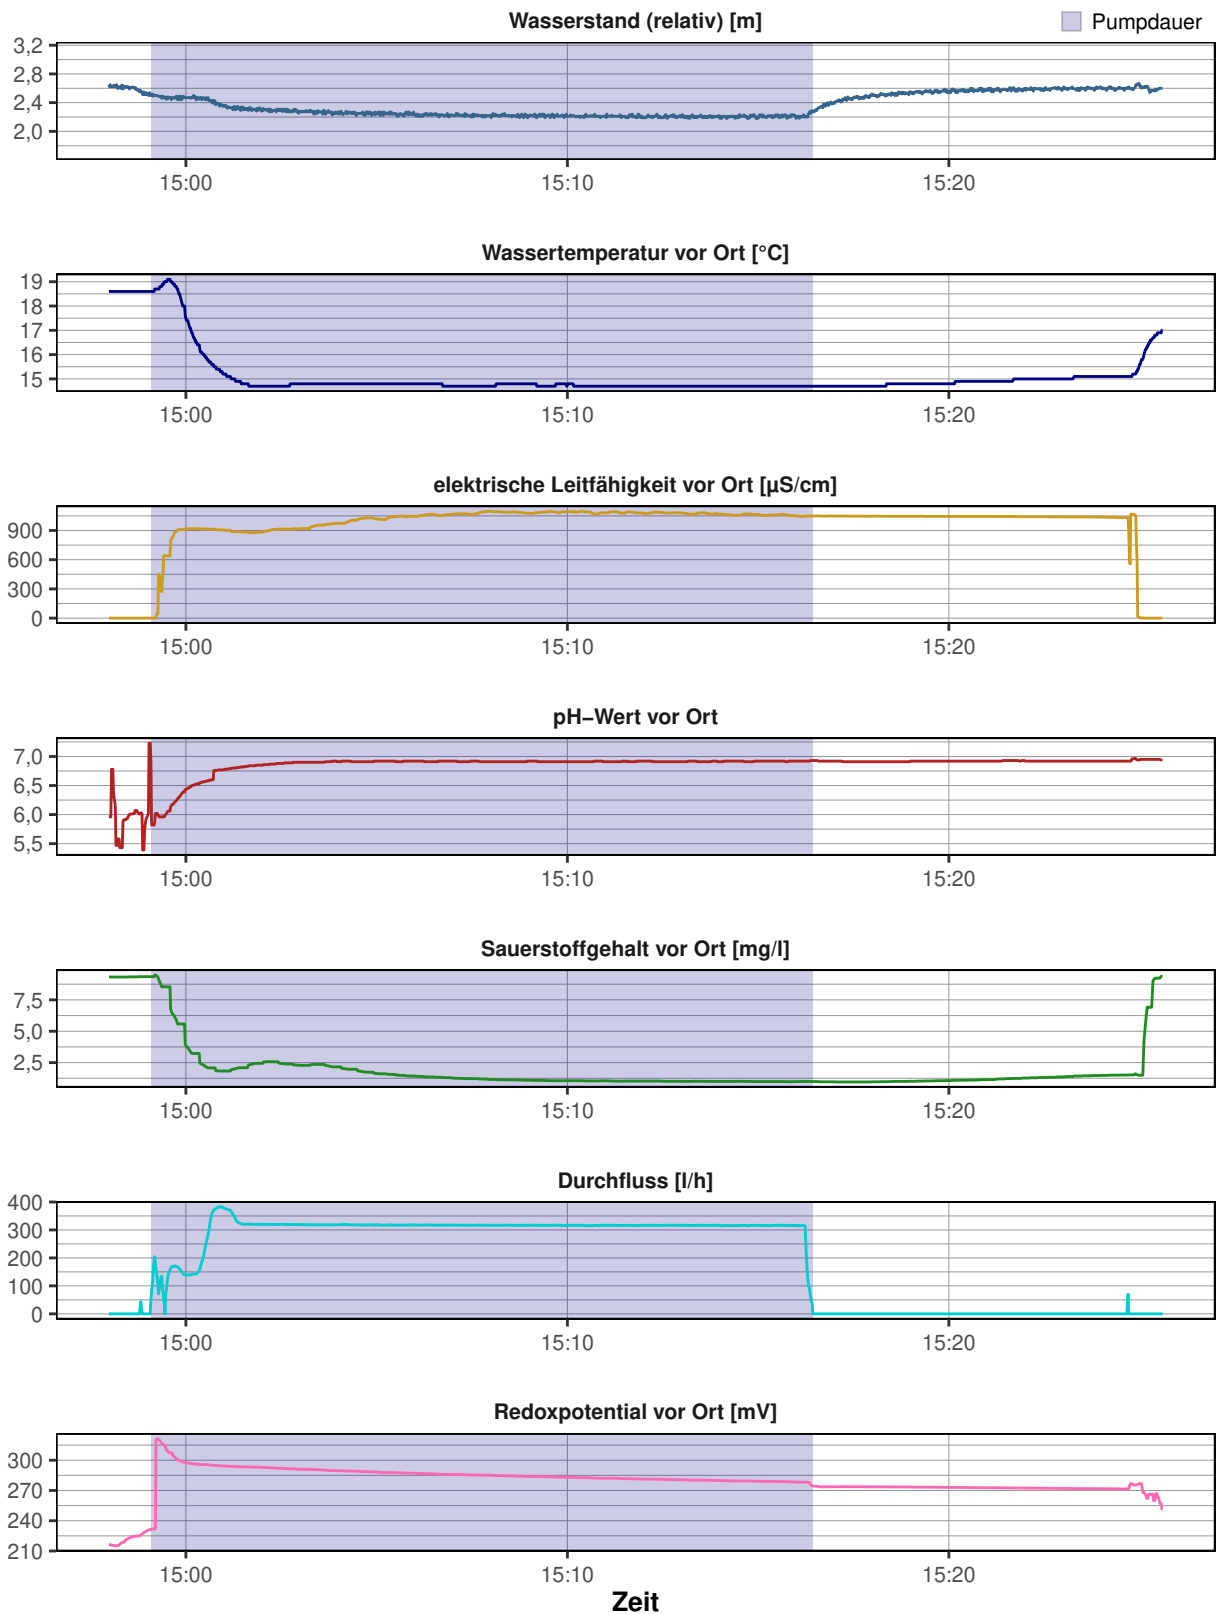 Wasserstand (relativ) [m]
Pumpdauer
3,2
2,8
2,4
2,0
15:00 15:10 15:20
Wassertemperatur vor Ort [°C]
19
18
17
16
15
15:00 15:10 15:20
elektrische Leitfähigkeit vor Ort [µS/cm]
900
600
300
0
15:00 15:10 15:20
pH−Wert vor Ort
7,0
6,5
6,0
5,5
15:00 15:10 15:20
Sauerstoffgehalt vor Ort [mg/l]
7,5
5,0
2,5
15:00 15:10 15:20
Durchfluss [l/h]
400
300
200
100
0
15:00 15:10 15:20
Redoxpotential vor Ort [mV]
300
270
240
210
15:00 15:10 15:20
Zeit